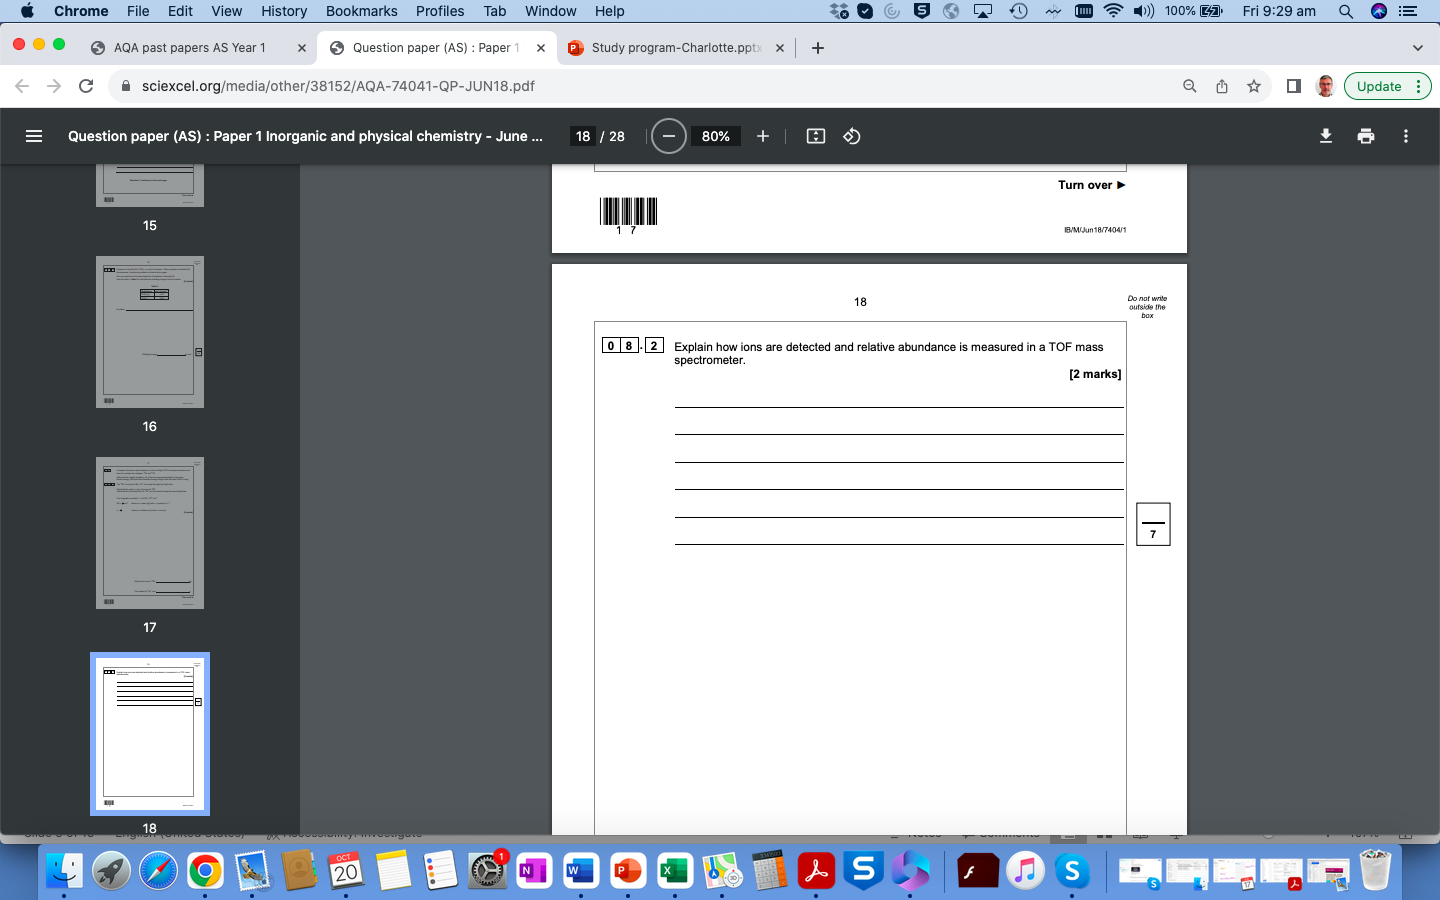 Chrome File Edit View History Bookmarks Profiles Tab Window Help 100% Fri 9:29 am
AQA past papers AS Year 1
Question paper (AS) : Paper 1
Study program-Charlotte.pptx
sciexcel.org/media/other/38152/AQA-74041-QP-JUN18.pdf
Update
Question paper (AS) : Paper 1 Inorganic and physical chemistry - June ...
18 / 28
80%
15
16
17
18
Turn over
1 7
IB/M/Jun18/7404/1
18
Do not write
outside the
box
0 8 . 2 Explain how ions are detected and relative abundance is measured in a TOF mass
spectrometer.
[2 marks]
7
OCT
20
1